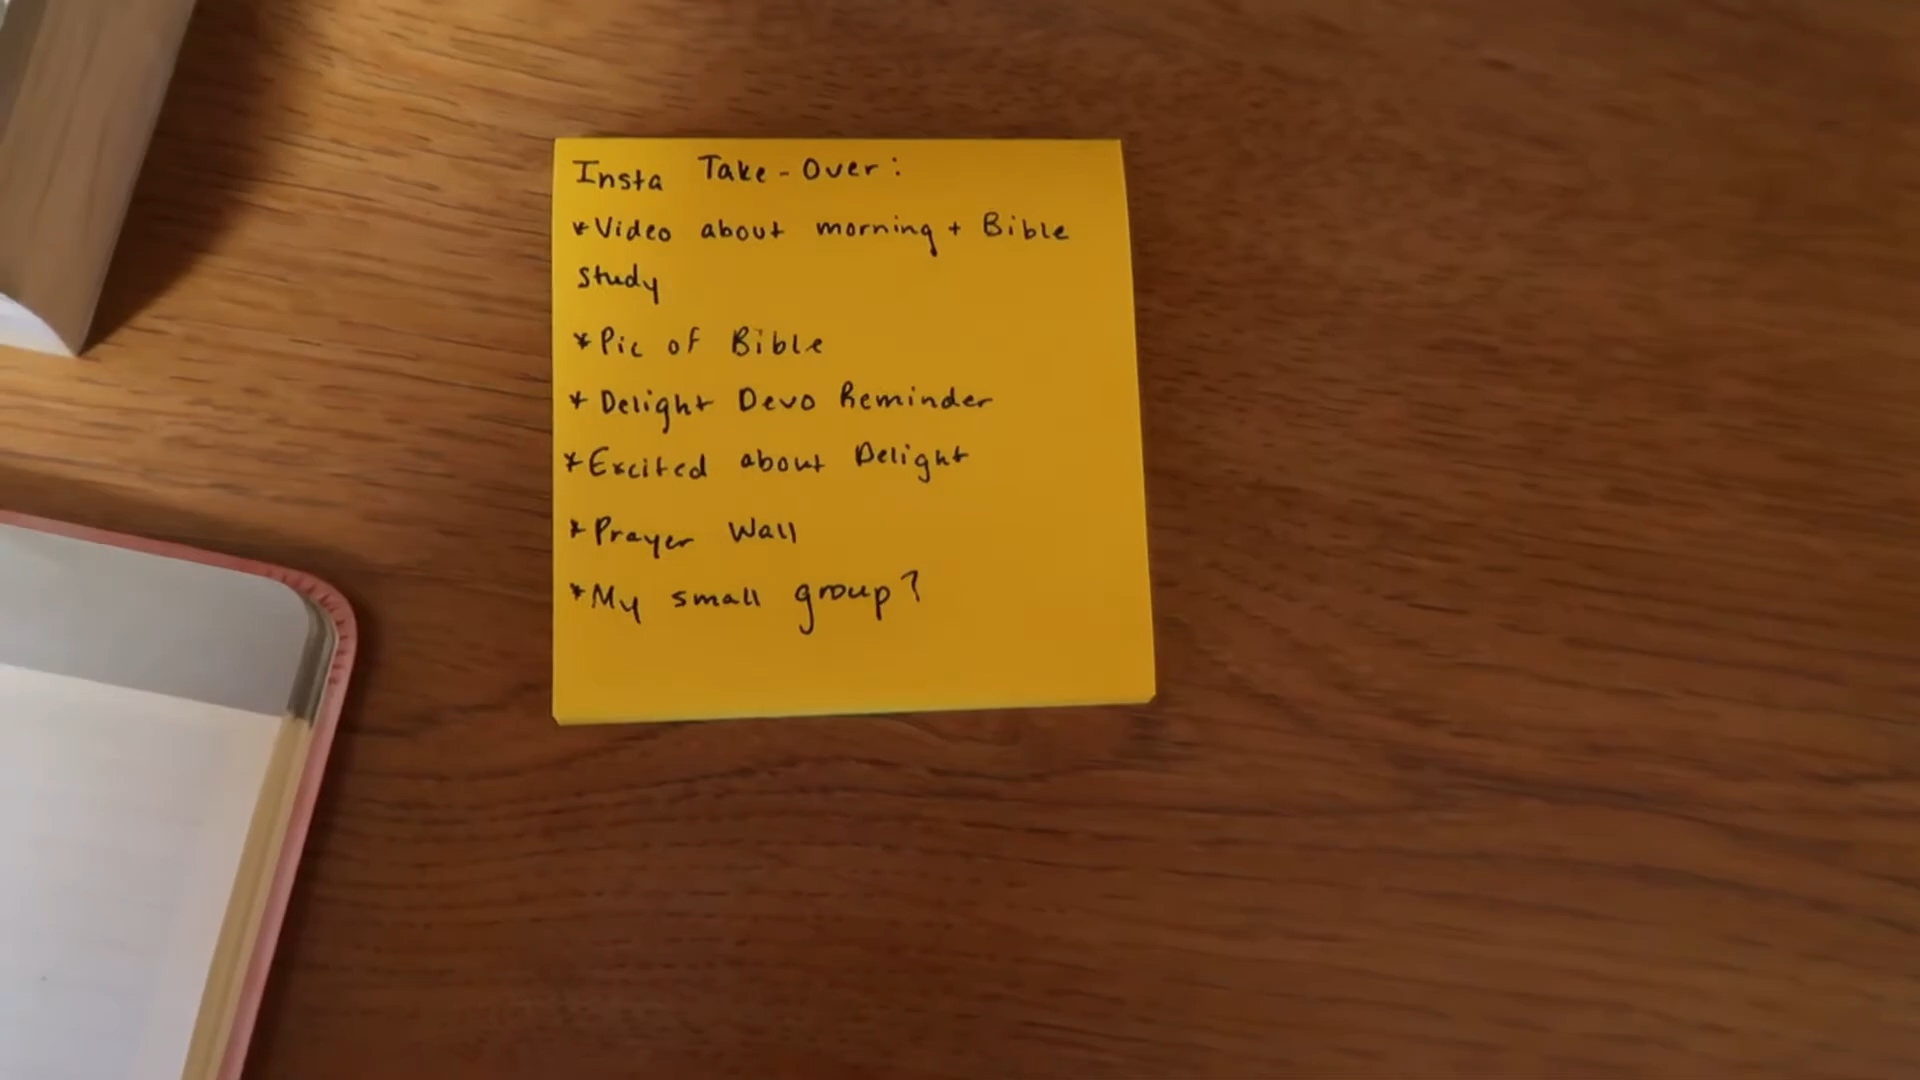 Insta Take-Over:
*Video about morning + Bible
study
*Pic of Bible
*Delight Devo Reminder
*Excited about Delight
*Prayer Wall
*My small group?